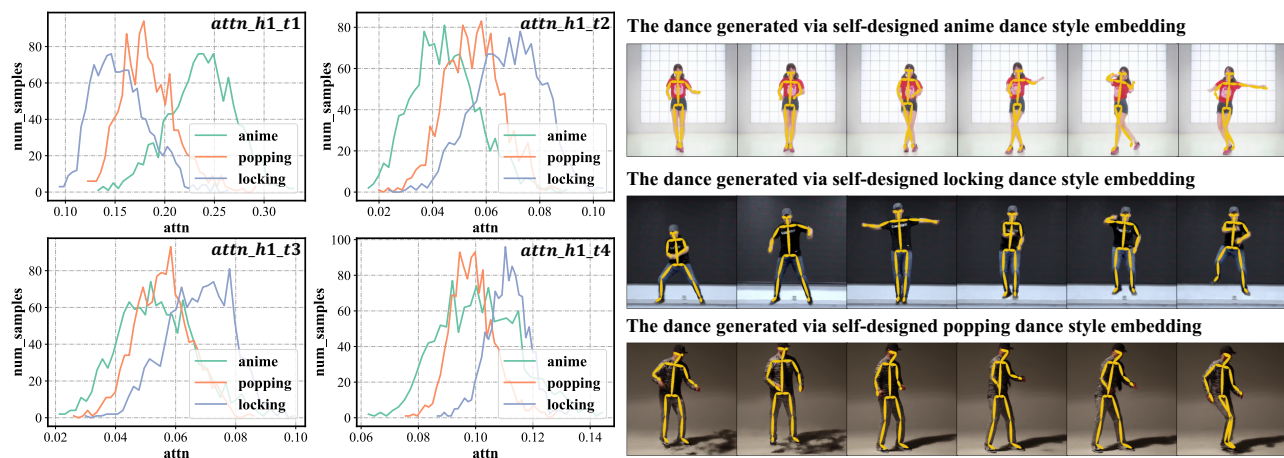 attn_h1_t1
num_samples
80
60
40
20
0
anime
popping
locking
0.10 0.15 0.20 0.25 0.30
attn
attn_h1_t2
num_samples
80
60
40
20
0
anime
popping
locking
0.02 0.04 0.06 0.08 0.10
attn
attn_h1_t3
num_samples
80
60
40
20
0
anime
popping
locking
0.02 0.04 0.06 0.08 0.10
attn
attn_h1_t4
num_samples
100
80
60
40
20
0
anime
popping
locking
0.06 0.08 0.10 0.12 0.14
attn
The dance generated via self-designed anime dance style embedding
The dance generated via self-designed locking dance style embedding
The dance generated via self-designed popping dance style embedding